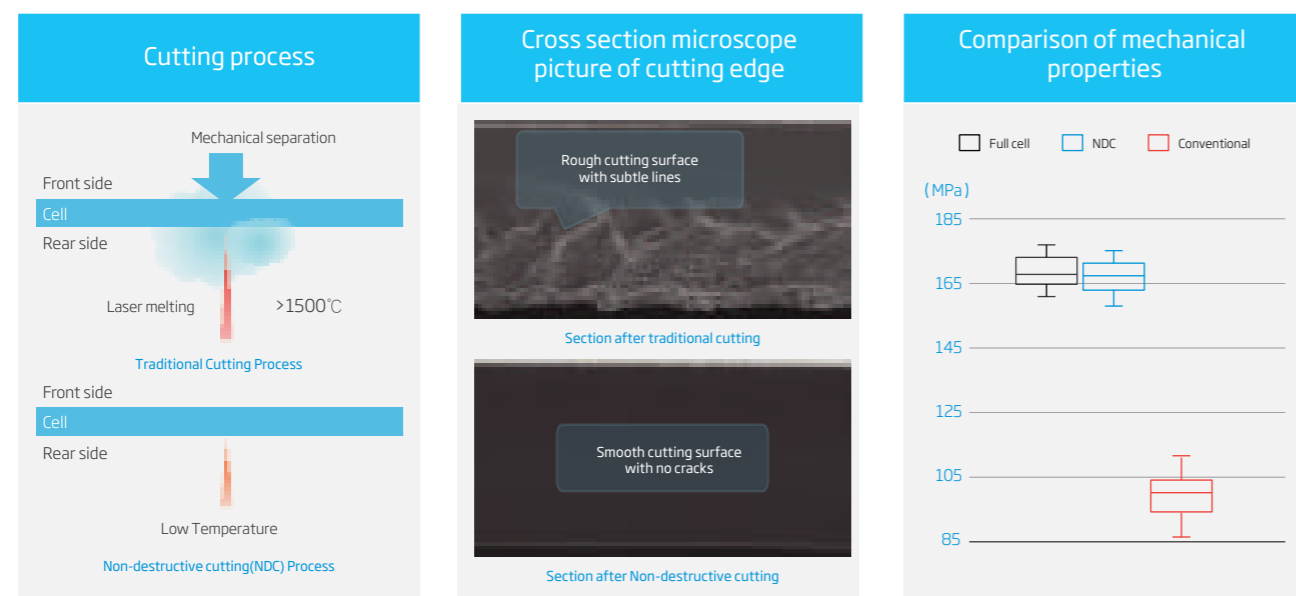 Cutting process
Mechanical separation
Front side
Cell
Rear side
Laser melting
>1500℃
Traditional Cutting Process
Front side
Cell
Rear side
Low Temperature
Non-destructive cutting(NDC) Process
Cross section microscope
picture of cutting edge
Rough cutting surface
with subtle lines
Section after traditional cutting
Smooth cutting surface
with no cracks
Section after Non-destructive cutting
Comparison of mechanical
properties
Full cell NDC Conventional
(MPa)
185
165
145
125
105
85